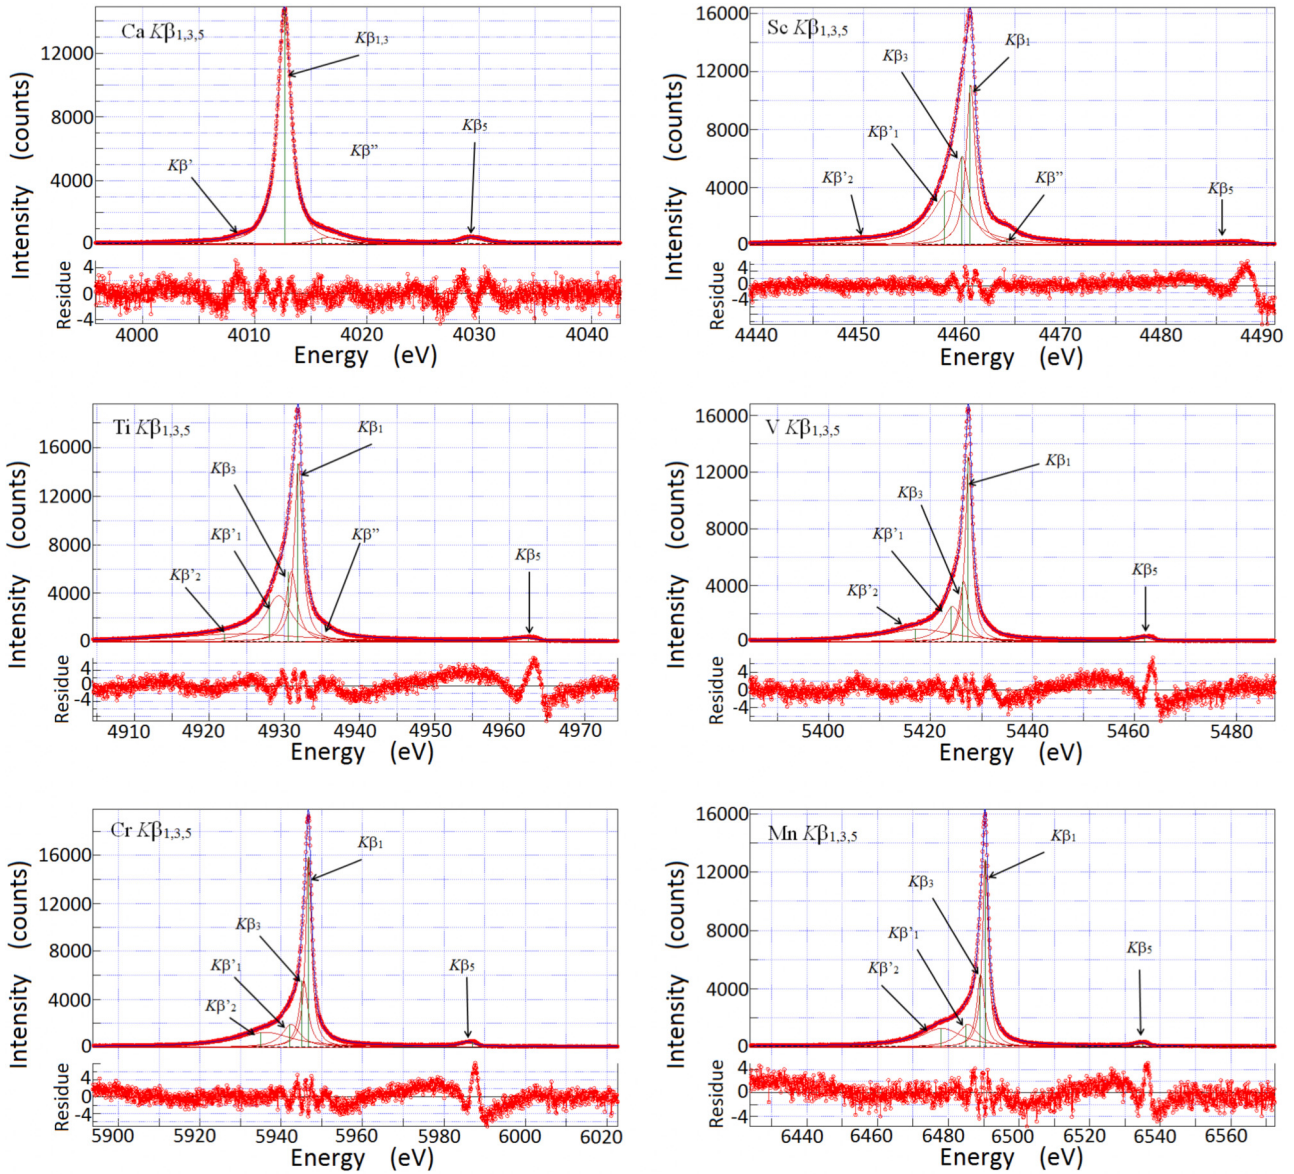 Ca Kβ1,3,5
Intensity (counts)
12000
8000
4000
0
Kβ1,3
Kβ'
Kβ''
Kβ5
Residue
4
0
-4
4000 4010 4020 4030 4040
Energy (eV)
Sc Kβ1,3,5
Intensity (counts)
16000
12000
8000
4000
0
Kβ1
Kβ3
Kβ'1
Kβ'2
Kβ''
Kβ5
Residue
4
0
-4
4440 4450 4460 4470 4480 4490
Energy (eV)
Ti Kβ1,3,5
Intensity (counts)
16000
12000
8000
4000
0
Kβ1
Kβ3
Kβ'1
Kβ''
Kβ'2
Kβ5
Residue
4
0
-4
4910 4920 4930 4940 4950 4960 4970
Energy (eV)
V Kβ1,3,5
Intensity (counts)
16000
12000
8000
4000
0
Kβ1
Kβ3
Kβ'1
Kβ'2
Kβ5
Residue
4
0
-4
5400 5420 5440 5460 5480
Energy (eV)
Cr Kβ1,3,5
Intensity (counts)
16000
12000
8000
4000
0
Kβ1
Kβ3
Kβ'1
Kβ'2
Kβ5
Residue
4
0
-4
5900 5920 5940 5960 5980 6000 6020
Energy (eV)
Mn Kβ1,3,5
Intensity (counts)
16000
12000
8000
4000
0
Kβ1
Kβ3
Kβ'1
Kβ'2
Kβ5
Residue
4
0
-4
6440 6460 6480 6500 6520 6540 6560
Energy (eV)